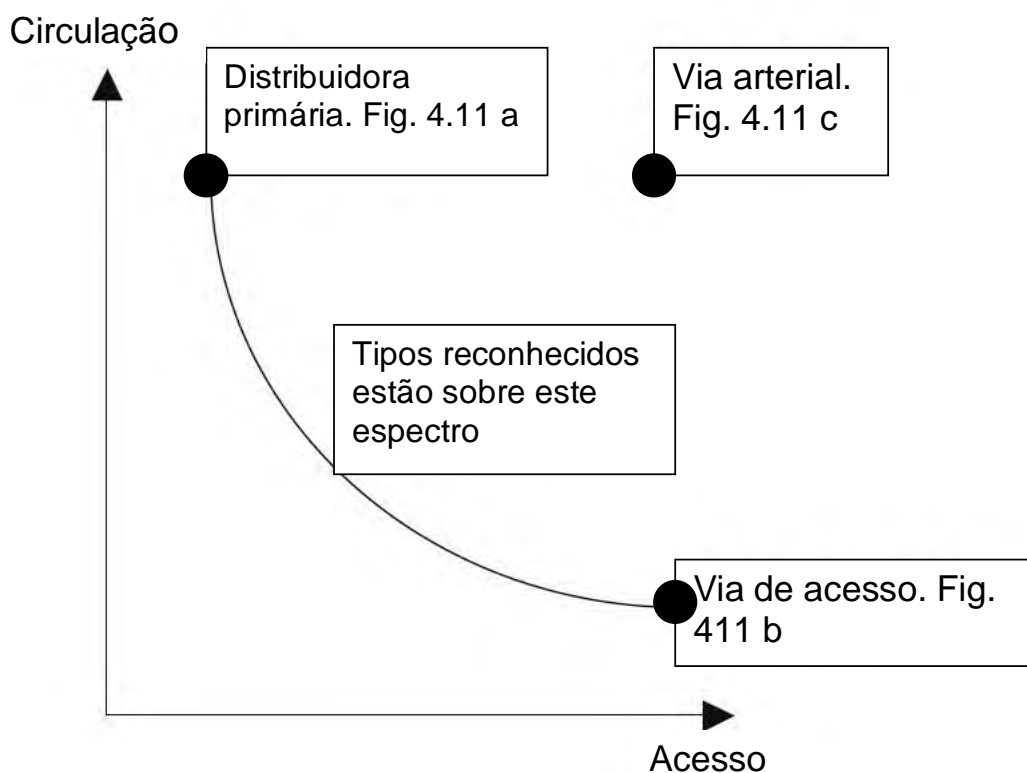 Circulação
Distribuidora
primária. Fig. 4.11 a
Via arterial.
Fig. 4.11 c
Tipos reconhecidos
estão sobre este
espectro
Via de acesso. Fig.
411 b
Acesso